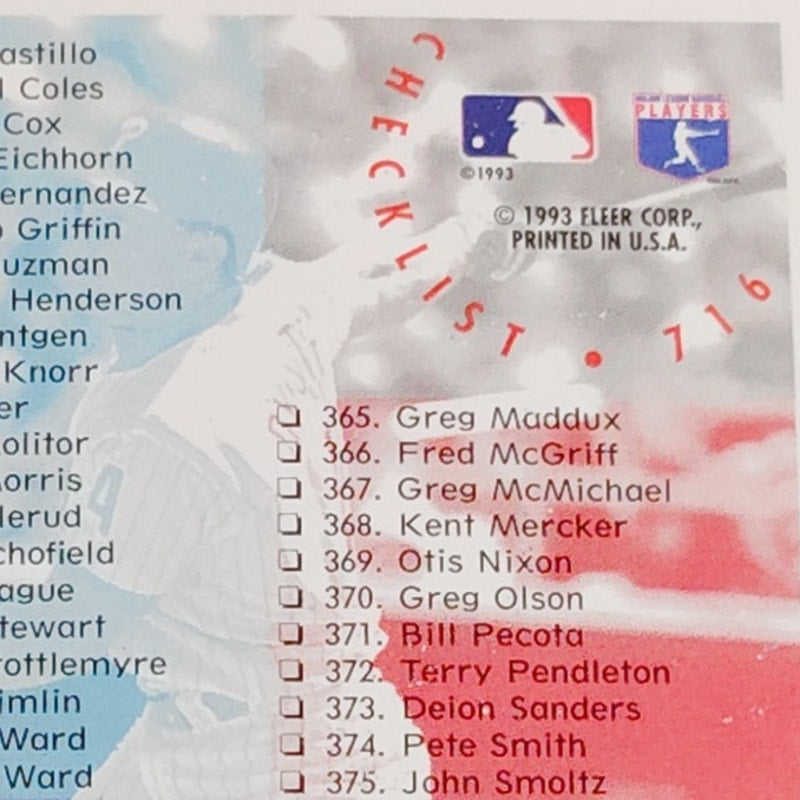 astillo
l Coles
Cox
Eichhorn
ernandez
o Griffin
uzman
Henderson
ntgen
Knorr
er
olitor
orris
lerud
chofield
ague
tewart
tottlemyre
imlin
Ward
Ward
CHECKLIST • 716
©1993
PLAYERS
© 1993 FLEER CORP.,
PRINTED IN U.S.A.
365. Greg Maddux
366. Fred McGriff
367. Greg McMichael
368. Kent Mercker
369. Otis Nixon
370. Greg Olson
371. Bill Pecota
372. Terry Pendleton
373. Deion Sanders
374. Pete Smith
375. John Smoltz